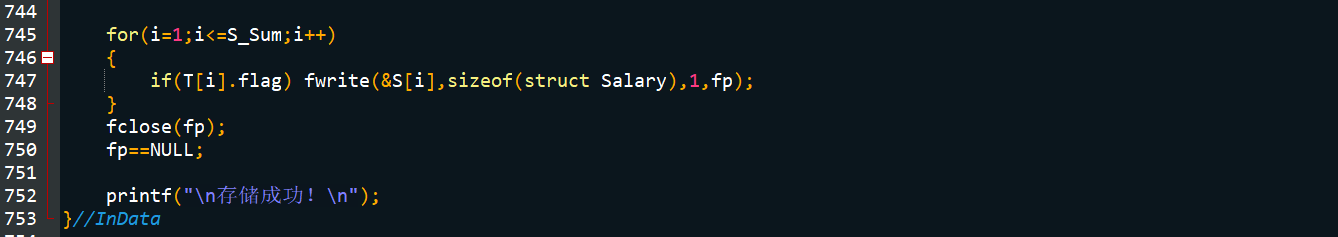 744
745 for(i=1;i<=S_Sum;i++)
746 {
747 if(T[i].flag) fwrite(&S[i],sizeof(struct Salary),1,fp);
748 }
749 fclose(fp);
750 fp==NULL;
751
752 printf("\n存储成功！\n");
753 }//InData